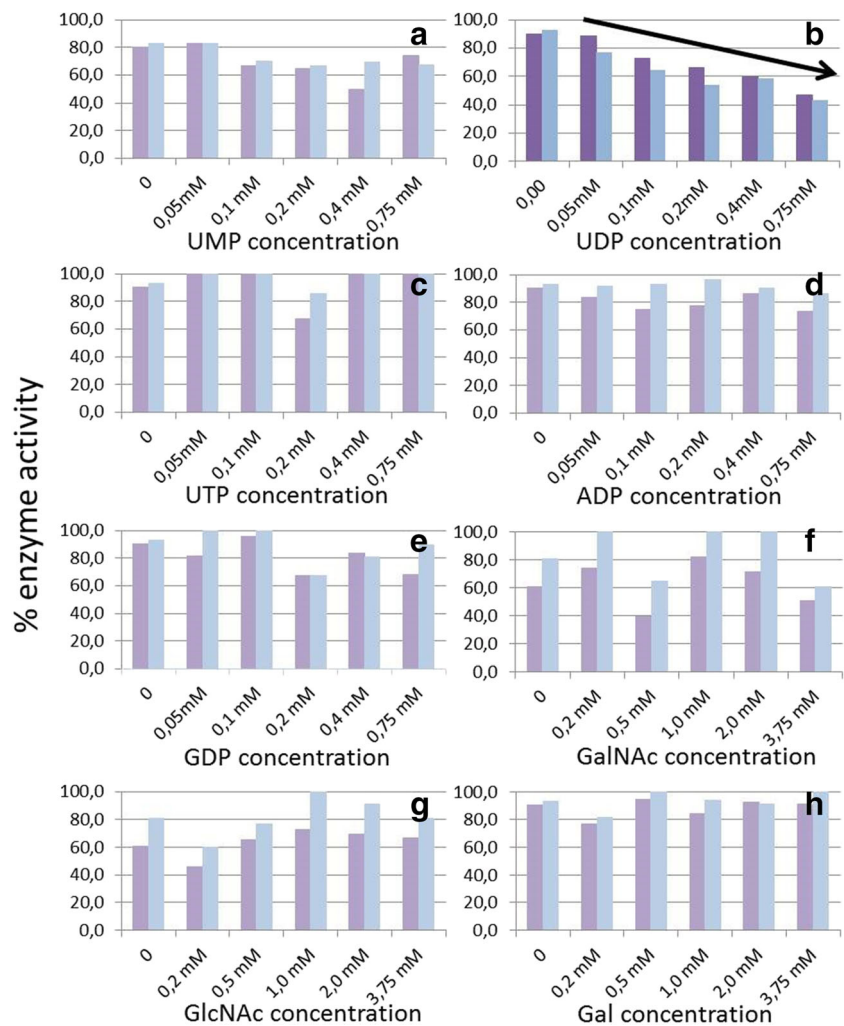 % enzyme activity
a
100,0
80,0
60,0
40,0
20,0
0,0
0 0,05mM 0,1 mM 0,2 mM 0,4 mM 0,75 mM
UMP concentration
b
100,0
80,0
60,0
40,0
20,0
0,0
0,00 0,05mM 0,1mM 0,2mM 0,4mM 0,75mM
UDP concentration
c
100,0
80,0
60,0
40,0
20,0
0,0
0 0,05mM 0,1 mM 0,2 mM 0,4 mM 0,75 mM
UTP concentration
d
100,0
80,0
60,0
40,0
20,0
0,0
0 0,05mM 0,1 mM 0,2 mM 0,4 mM 0,75 mM
ADP concentration
e
100,0
80,0
60,0
40,0
20,0
0,0
0 0,05mM 0,1 mM 0,2 mM 0,4 mM 0,75 mM
GDP concentration
f
100,0
80,0
60,0
40,0
20,0
0,0
0 0,2 mM 0,5 mM 1,0 mM 2,0 mM 3,75 mM
GalNAc concentration
g
100,0
80,0
60,0
40,0
20,0
0,0
0 0,2 mM 0,5 mM 1,0 mM 2,0 mM 3,75 mM
GlcNAc concentration
h
100,0
80,0
60,0
40,0
20,0
0,0
0 0,2 mM 0,5 mM 1,0 mM 2,0 mM 3,75 mM
Gal concentration